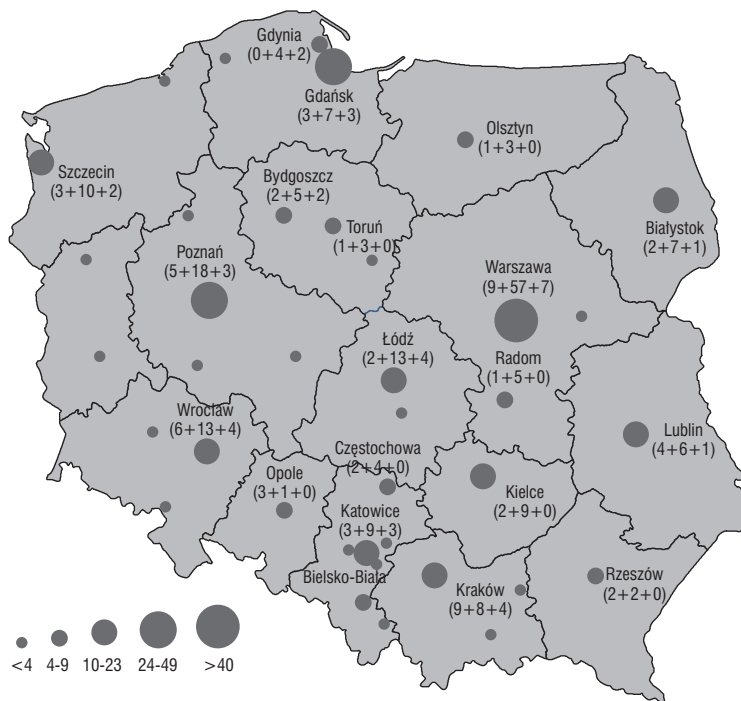 Gdynia
(0+4+2)
Gdańsk
(3+7+3)
Olsztyn
(1+3+0)
Szczecin
(3+10+2)
Bydgoszcz
(2+5+2)
Toruń
(1+3+0)
Białystok
(2+7+1)
Poznań
(5+18+3)
Warszawa
(9+57+7)
Łódź
(2+13+4)
Radom
(1+5+0)
Wrocław
(6+13+4)
Lublin
(4+6+1)
Częstochowa
(2+4+0)
Opole
(3+1+0)
Kielce
(2+9+0)
Katowice
(3+9+3)
Bielsko-Biała
Kraków
(9+8+4)
Rzeszów
(2+2+0)
<4 4-9 10-23 24-49 >40